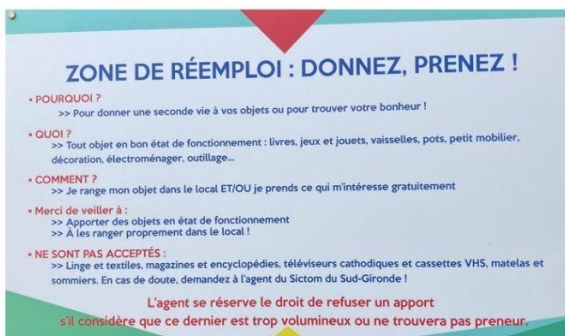 ZONE DE RÉEMPLOI : DONNEZ, PRENEZ !
• POURQUOI ?
>> Pour donner une seconde vie à vos objets ou pour trouver votre bonheur !
• QUOI ?
>> Tout objet en bon état de fonctionnement : livres, jeux et jouets, vaisselles, pots, petit mobilier,
décoration, électroménager, outillage...
• COMMENT ?
>> Je range mon objet dans le local ET/OU je prends ce qui m'intéresse gratuitement
• Merci de veiller à :
>> Apporter des objets en état de fonctionnement
>> À les ranger proprement dans le local !
• NE SONT PAS ACCEPTÉS :
>> Linge et textiles, magazines et encyclopédies, téléviseurs cathodiques et cassettes VHS, matelas et
sommiers. En cas de doute, demandez à l'agent du Sictom du Sud-Gironde !
L'agent se réserve le droit de refuser un apport
s'il considère que ce dernier est trop volumineux ou ne trouvera pas preneur.